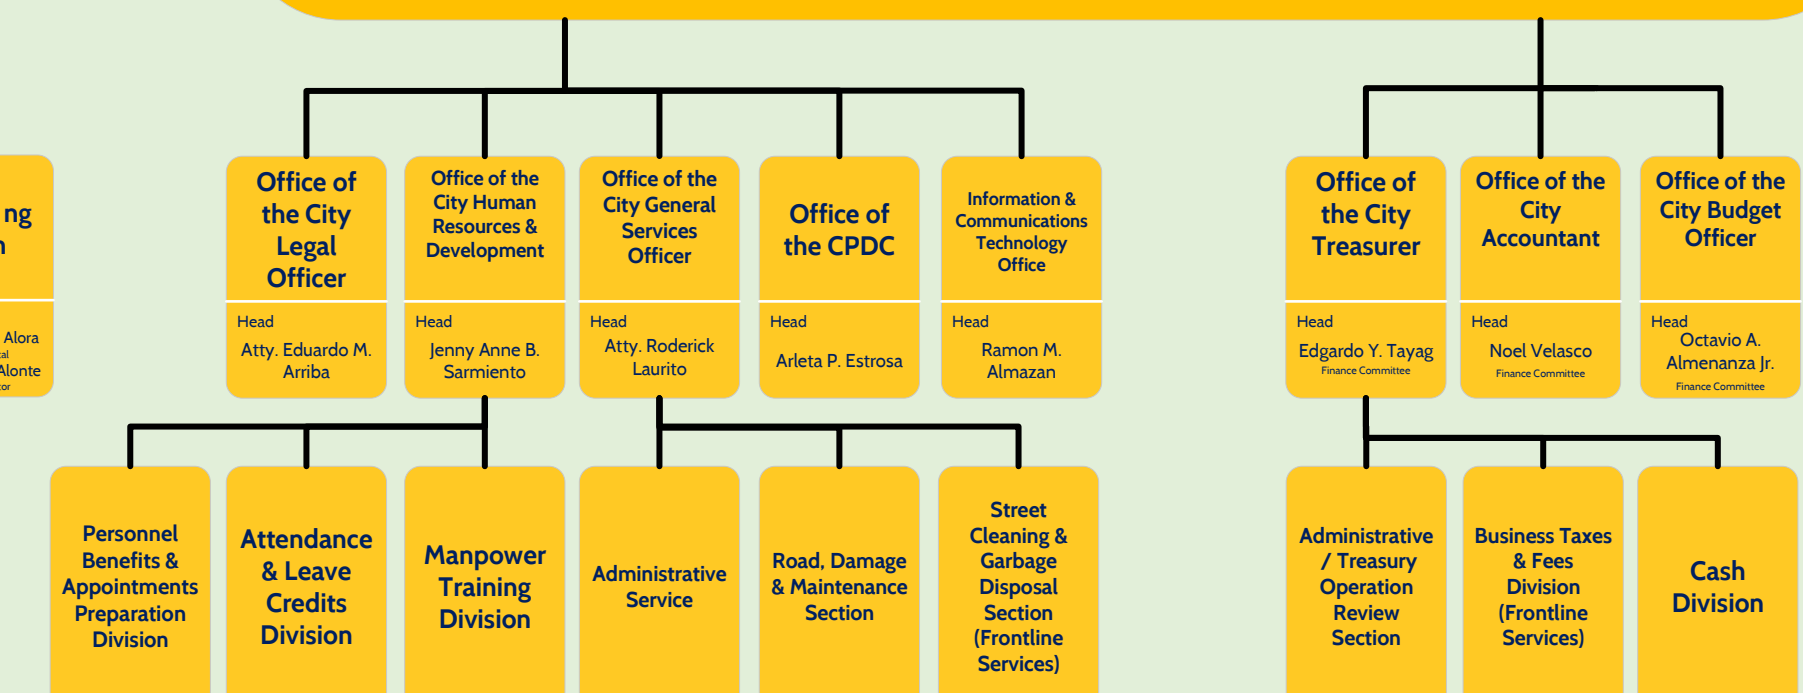 ng
n
Alora
cal
Alonte
tor
Office of
the City
Legal
Officer
Head
Atty. Eduardo M.
Arriba
Office of the
City Human
Resources &
Development
Head
Jenny Anne B.
Sarmiento
Office of the
City General
Services
Officer
Head
Atty. Roderick
Laurito
Office of
the CPDC
Head
Arleta P. Estrosa
Information &
Communications
Technology
Office
Head
Ramon M.
Almazan
Office of
the City
Treasurer
Head
Edgardo Y. Tayag
Finance Committee
Office of the
City
Accountant
Head
Noel Velasco
Finance Committee
Office of the
City Budget
Officer
Head
Octavio A.
Almenanza Jr.
Finance Committee
Personnel
Benefits &
Appointments
Preparation
Division
Attendance
& Leave
Credits
Division
Manpower
Training
Division
Administrative
Service
Road, Damage
& Maintenance
Section
Street
Cleaning &
Garbage
Disposal
Section
(Frontline
Services)
Administrative
/ Treasury
Operation
Review
Section
Business Taxes
& Fees
Division
(Frontline
Services)
Cash
Division